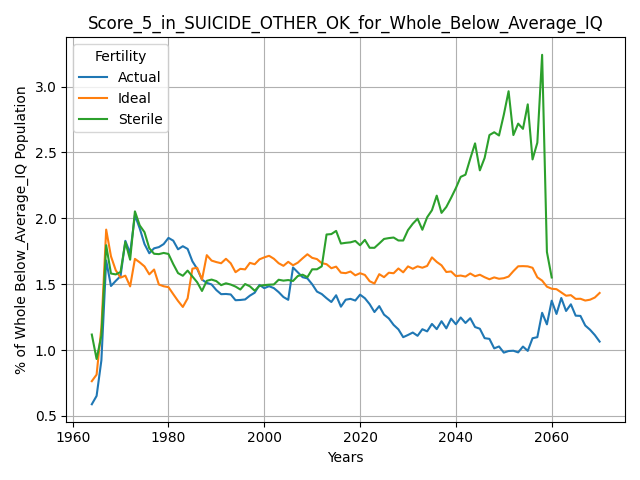 Score_5_in_SUICIDE_OTHER_OK_for_Whole_Below_Average_IQ
Fertility
Actual
Ideal
Sterile
% of Whole Below_Average_IQ Population
3.0
2.5
2.0
1.5
1.0
0.5
1960 1980 2000 2020 2040 2060
Years